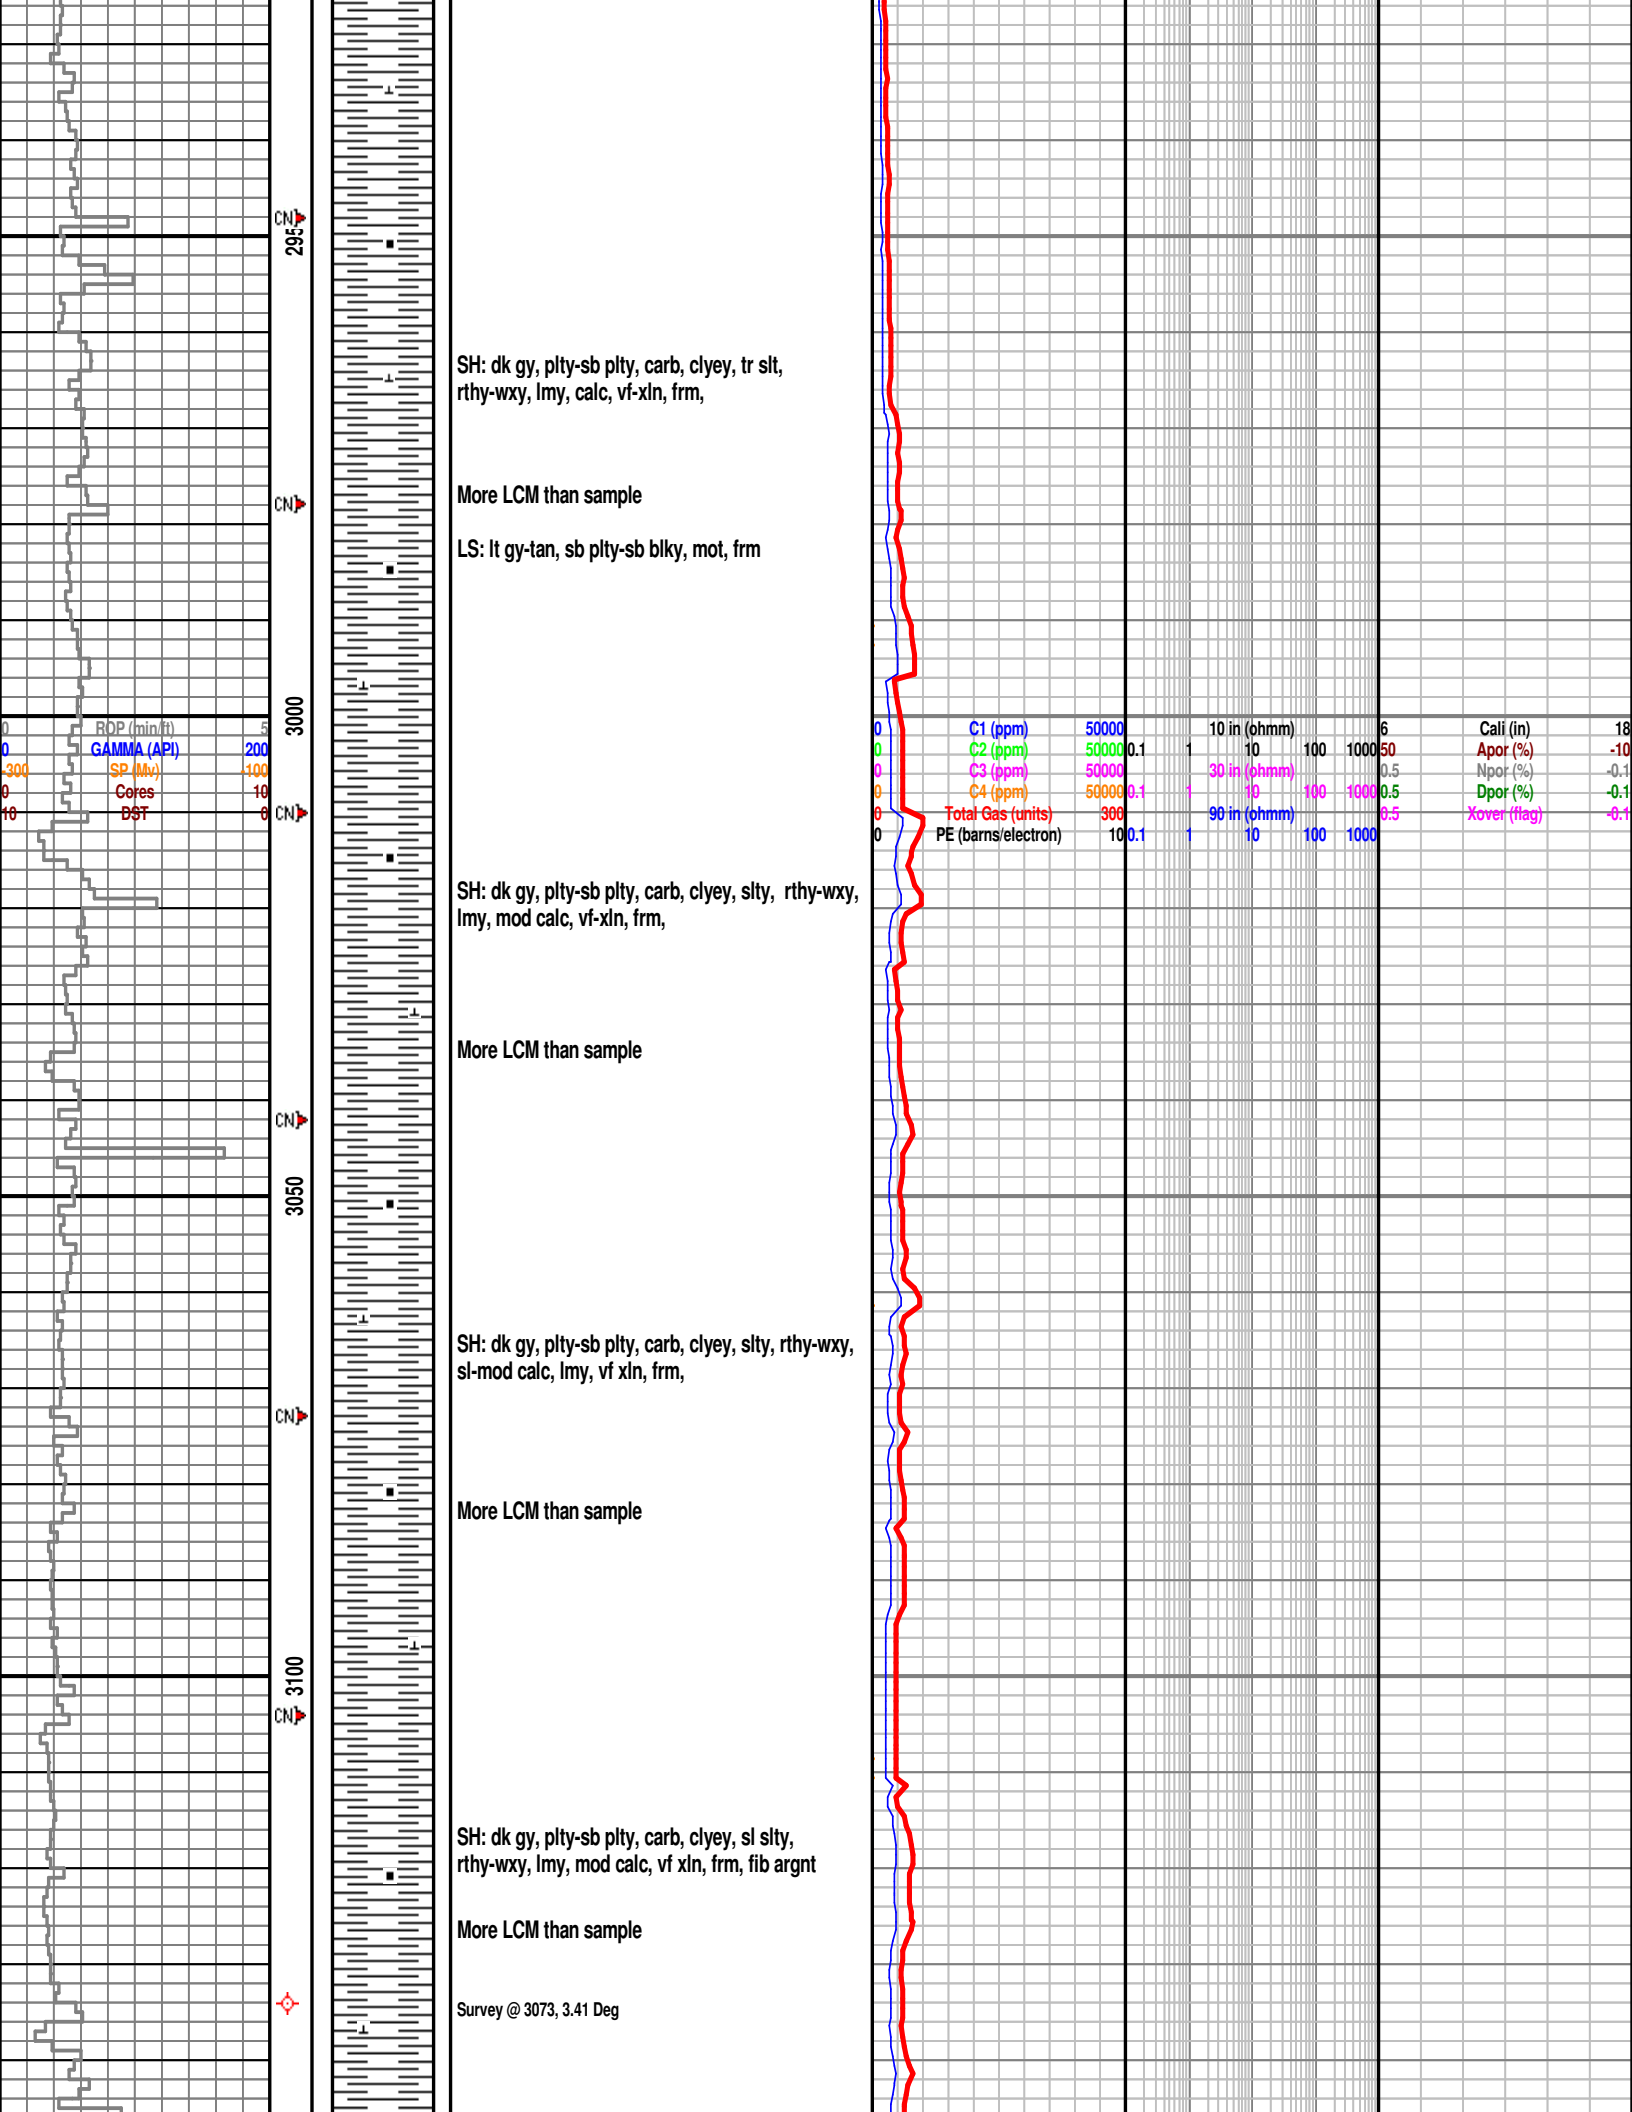 CN
295
SH: dk gy, plty-sb plty, carb, clyey, tr slt,
rthy-wxy, lmy, calc, vf-xln, frm,
More LCM than sample
CN
LS: lt gy-tan, sb plty-sb blky, mot, frm
3000
0 ROP (min/ft) 5
0 GAMMA (API) 200
-300 SP (Mv) -100
0 Cores 10
10 DST 0
0 C1 (ppm) 50000
0 C2 (ppm) 50000
0 C3 (ppm) 50000
0 C4 (ppm) 50000
0 Total Gas (units) 300
0 PE (barns/electron) 10
10 in (ohmm)
0.1 1 10 100 1000
30 in (ohmm)
0.1 1 10 100 1000
90 in (ohmm)
0.1 1 10 100 1000
6 Cali (in) 18
50 Apor (%) -10
0.5 Npor (%) -0.1
0.5 Dpor (%) -0.1
0.5 Xover (flag) -0.1
CN
SH: dk gy, plty-sb plty, carb, clyey, slty, rthy-wxy,
lmy, mod calc, vf-xln, frm,
More LCM than sample
CN
3050
SH: dk gy, plty-sb plty, carb, clyey, slty, rthy-wxy,
sl-mod calc, lmy, vf xln, frm,
CN
More LCM than sample
3100
CN
SH: dk gy, plty-sb plty, carb, clyey, sl slty,
rthy-wxy, lmy, mod calc, vf xln, frm, fib argnt
More LCM than sample
Survey @ 3073, 3.41 Deg